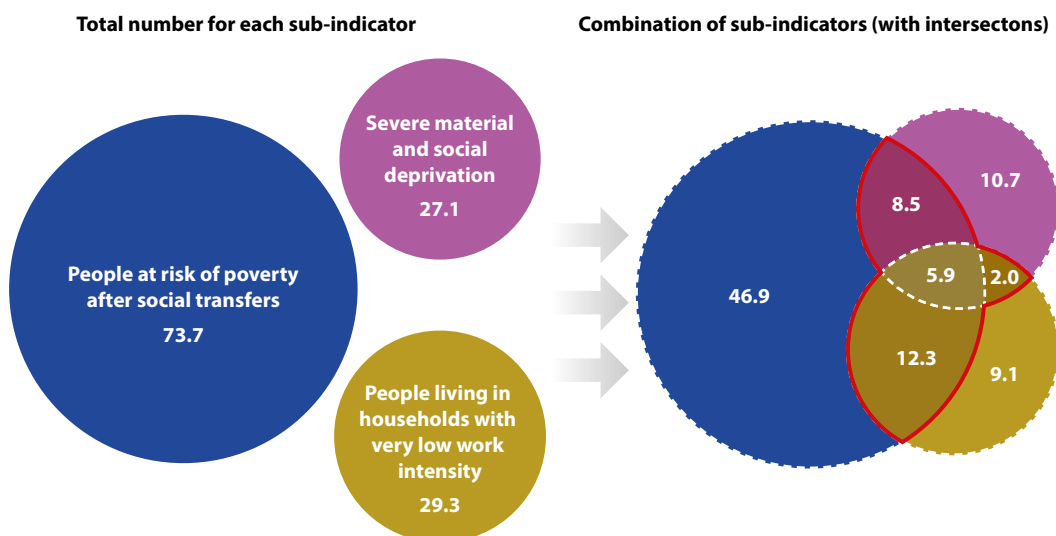 Total number for each sub-indicator
Combination of sub-indicators (with intersectons)
Severe material
and social
deprivation
27.1
People at risk of poverty
after social transfers
73.7
People living in
households with
very low work
intensity
29.3
10.7
8.5
5.9
2.0
46.9
12.3
9.1